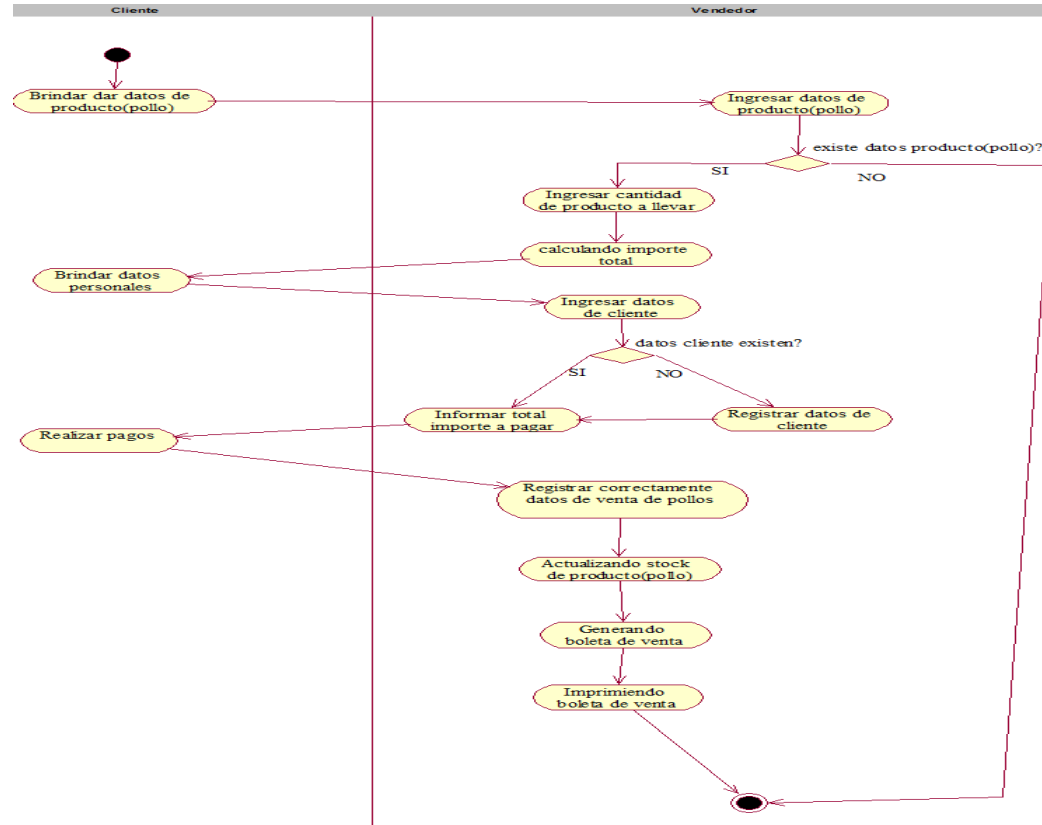 Cliente
Vendedor
Brindar dar datos de
producto(pollo)
Ingresar datos de
producto(pollo)
existe datos producto(pollo)?
SI
NO
Ingresar cantidad
de producto a llevar
calculando importe
total
Brindar datos
personales
Ingresar datos
de cliente
datos cliente existen?
SI
NO
Informar total
importe a pagar
Registrar datos de
cliente
Realizar pagos
Registrar correctamente
datos de venta de pollos
Actualizando stock
de producto(pollo)
Generando
boleta de venta
Imprimiendo
boleta de venta